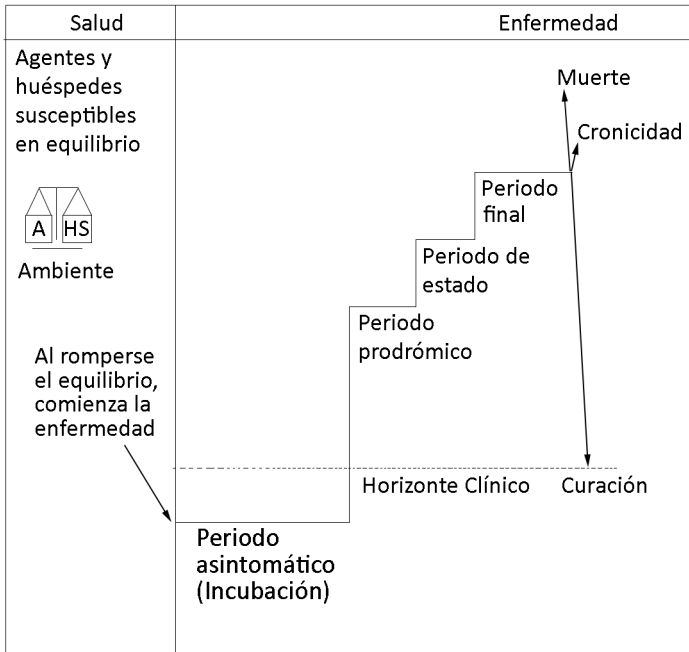 Salud
Enfermedad
Agentes y
huéspedes
susceptibles
en equilibrio
A
HS
Ambiente
Al romperse
el equilibrio,
comienza la
enfermedad
Muerte
Cronicidad
Periodo
final
Periodo de
estado
Periodo
prodrómico
Horizonte Clínico
Curación
Periodo
asintomático
(Incubación)